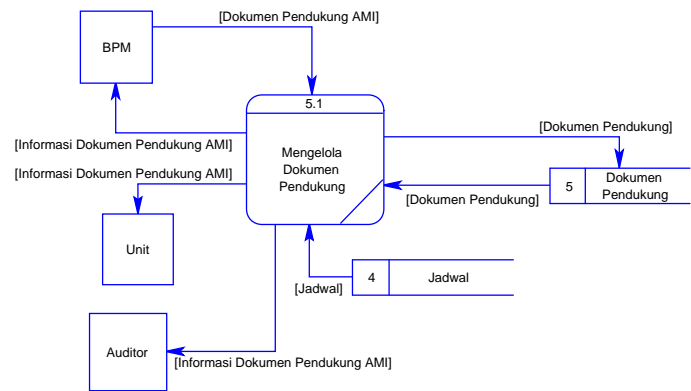 [Dokumen Pendukung AMI]
BPM
5.1
[Informasi Dokumen Pendukung AMI]
[Dokumen Pendukung]
Mengelola
Dokumen
Pendukung
[Informasi Dokumen Pendukung AMI]
5
Dokumen
Pendukung
[Dokumen Pendukung]
Unit
4
Jadwal
[Jadwal]
Auditor
[Informasi Dokumen Pendukung AMI]